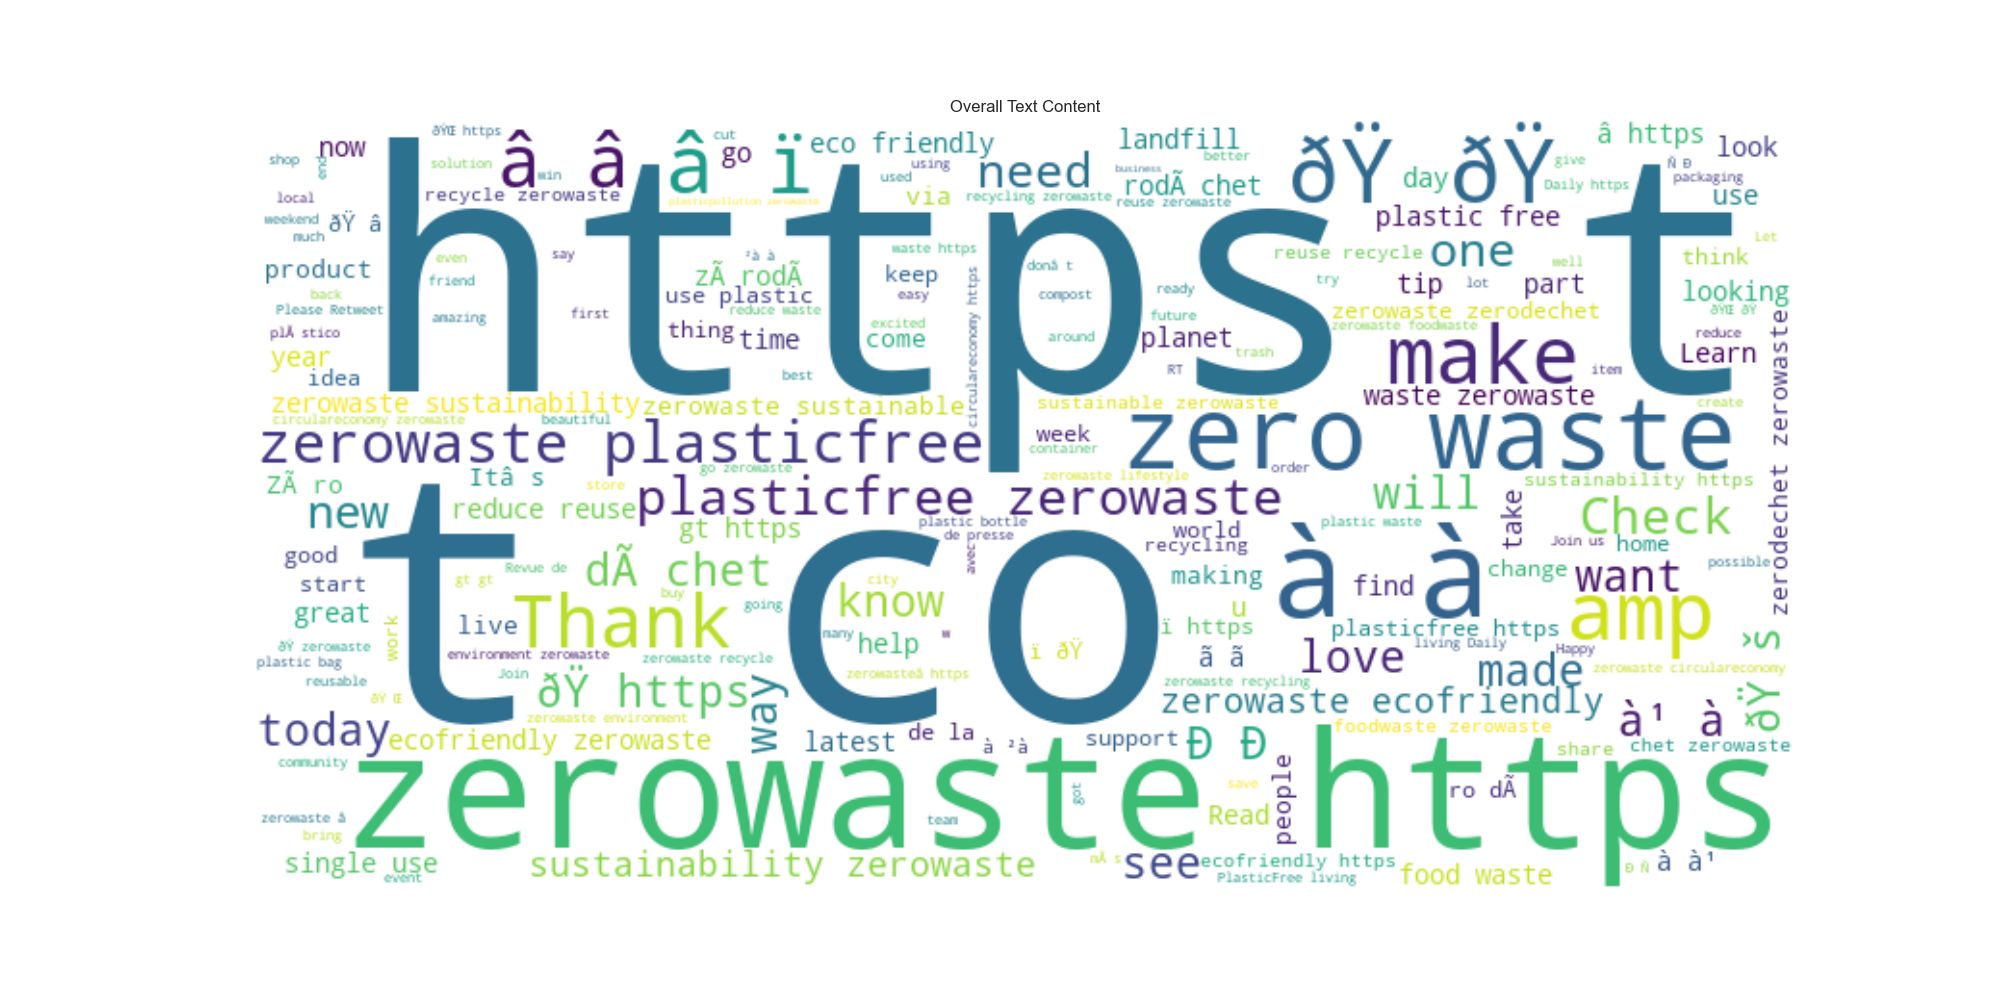 Overall Text Content
ðŸŒ https
cut
â https
shop
now
end
â â â ï
go
eco friendly
landfill
ðŸ ðŸ
look
solution
win
using
need
better
give
business
Ñ Ð
recycle zerowaste
used
rodÃ chet
day
Daily https
packaging
local
plasticpollution zerowaste
via
recycling zerowaste
reuse zerowaste
use
weekend
ðŸ â
https t
plastic free
much
waste https
reuse recycle
one
Let
even
say
²à à
product
friend
zÃ rodÃ
keep
donâ t
well
think
back
use plastic
easy
compost
ready
try
tip
lot
part
looking
Please Retweet
amazing
first
reduce waste
circulareconomy https
future
zerowaste zerodechet
ðŸŒ ðŸ
plÃ stico
thing
time
excited
come
around
planet
zerowaste foodwaste
reduce
year
trash
make
Learn
idea
best
RT
item
zerowaste sustainability
zerowaste sustainable
sustainable zerowaste
waste zerowaste
create
circulareconomy zerowaste
beautiful
zerowaste plasticfree
week
container
zero waste
zerodechet zerowaste
go zerowaste
order
ZÃ ro
Itâ s
store
zerowaste lifestyle
sustainability https
new
reduce reuse
plasticfree zerowaste
will
take
Check
gt https
plastic bottle
world
plastic waste
good
de presse
recycling
Join us
home
t co
à à
start
gt gt
Revue de
dÃ chet
avec
city
making
find
change
want
possible
great
buy
going
know
u
amp
work
live
Thank
many
help
w
ï ðŸ
ï https
plasticfree https
ðŸ zerowaste
plastic bag
environment zerowaste
zerowaste recycle
ã ã
love
living Daily
Happy
ðŸ š
reusable
Join
zerowasteâ https
zerowaste recycling
made
zerowaste circulareconomy
ðŸ Œ
ðŸ https
way
zerowaste ecofriendly
today
zerowaste environment
de la
foodwaste zerowaste
à¹ à
ecofriendly zerowaste
latest
à ²à
support
Ð Ð
share
chet zerowaste
community
zerowaste https
got
save
people
ro dÃ
zerowaste â
bring
team
Read
single use
event
sustainability zerowaste
mÃ s
see
ecofriendly https
PlasticFree living
food waste
Ð Ñ
à à¹